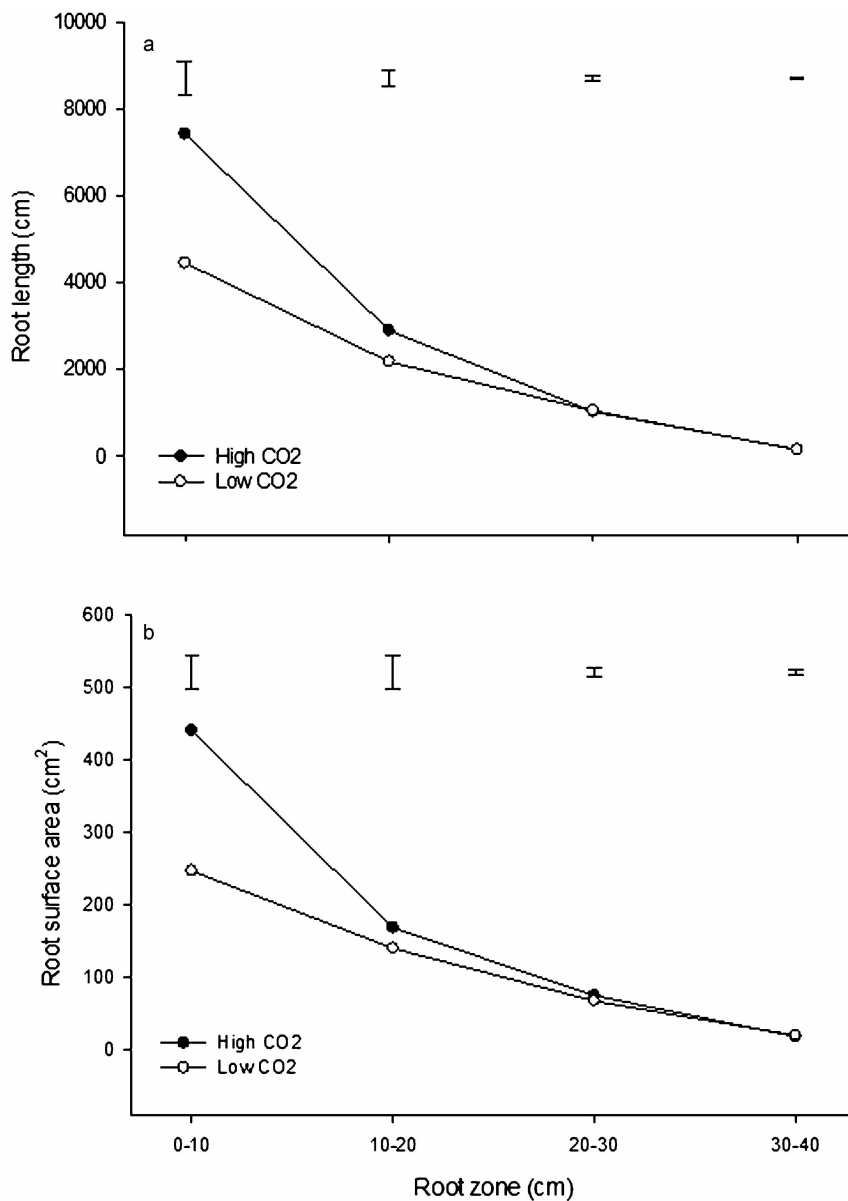 a
10000
8000
6000
4000
2000
0
Root length (cm)
High CO2
Low CO2
b
600
500
400
300
200
100
0
Root surface area (cm²)
High CO2
Low CO2
0-10 10-20 20-30 30-40
Root zone (cm)